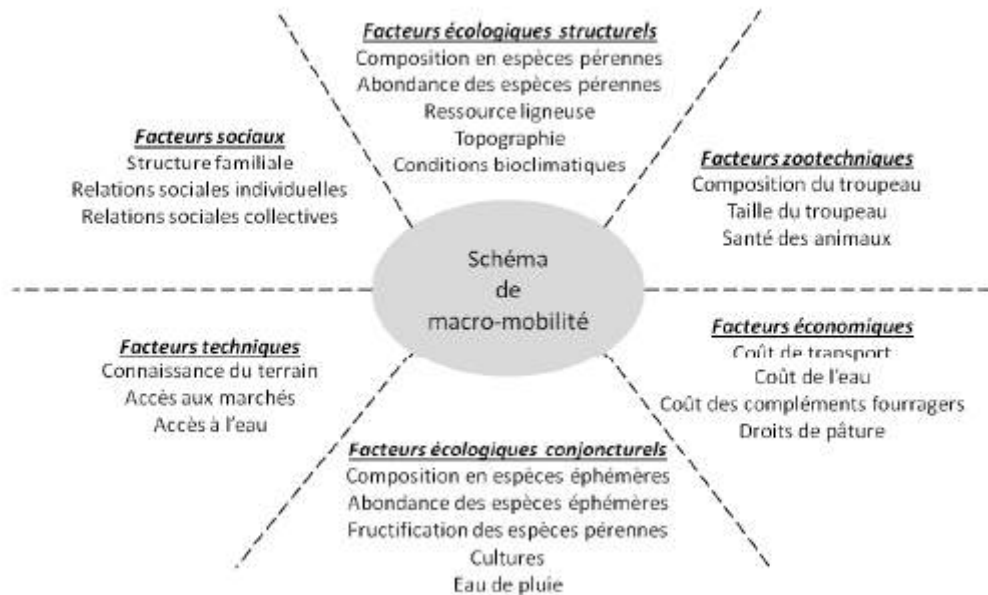 Facteurs écologiques structurels
Composition en espèces pérennes
Abondance des espèces pérennes
Ressource ligneuse
Topographie
Conditions bioclimatiques
Facteurs sociaux
Structure familiale
Relations sociales individuelles
Relations sociales collectives
Facteurs zootechniques
Composition du troupeau
Taille du troupeau
Santé des animaux
Schéma
de
macro-mobilité
Facteurs techniques
Connaissance du terrain
Accès aux marchés
Accès à l'eau
Facteurs économiques
Coût de transport
Coût de l'eau
Coût des compléments fourragers
Droits de pâture
Facteurs écologiques conjoncturels
Composition en espèces éphémères
Abondance des espèces éphémères
Fructification des espèces pérennes
Cultures
Eau de pluie